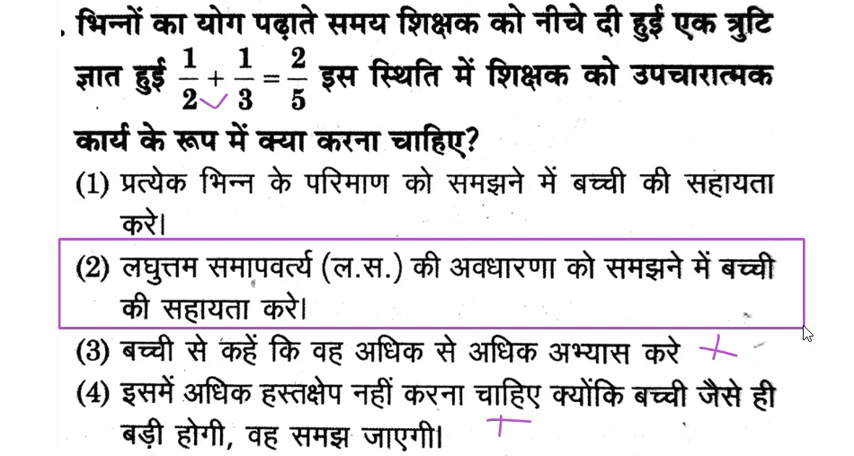 . भिन्नों का योग पढ़ाते समय शिक्षक को नीचे दी हुई एक त्रुटि
ज्ञात हुई 1/2 + 1/3 = 2/5 इस स्थिति में शिक्षक को उपचारात्मक
कार्य के रूप में क्या करना चाहिए?
(1) प्रत्येक भिन्न के परिमाण को समझने में बच्ची की सहायता
करे।
(2) लघुत्तम समापवर्त्य (ल.स.) की अवधारणा को समझने में बच्ची
की सहायता करे।
(3) बच्ची से कहें कि वह अधिक से अधिक अभ्यास करे
(4) इसमें अधिक हस्तक्षेप नहीं करना चाहिए क्योंकि बच्ची जैसे ही
बड़ी होगी, वह समझ जाएगी।